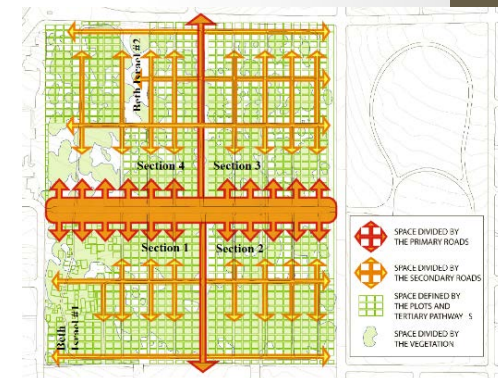 Beth Israel #2
Section 4
Section 3
Section 1
Section 2
Beth
Israel #1
SPACE DIVIDED BY
THE PRIMARY ROADS
SPACE DIVIDED BY
THE SECONDARY ROADS
SPACE DEFINED BY
THE PLOTS AND
TERTIARY PATHWAY S
SPACE DIVIDED BY
THE VEGETATION